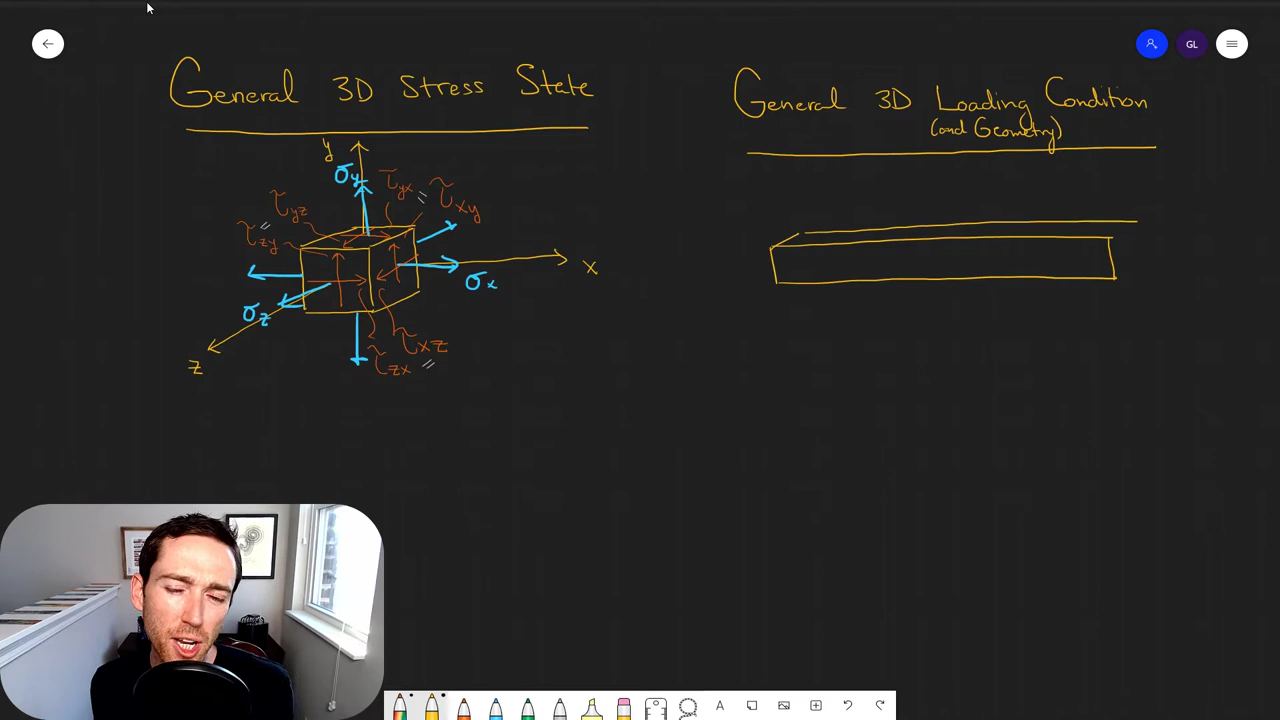 General 3D Stress State
y
σy
τyx
τxy
τyz
τzy
x
σx
σz
τxz
z
τzx
General 3D Loading Condition
(and Geometry)
GL
A